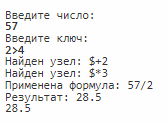 Введите число:
57
Введите ключ:
2>4
Найден узел: $+2
Найден узел: $*3
Применена формула: 57/2
Результат: 28.5
28.5